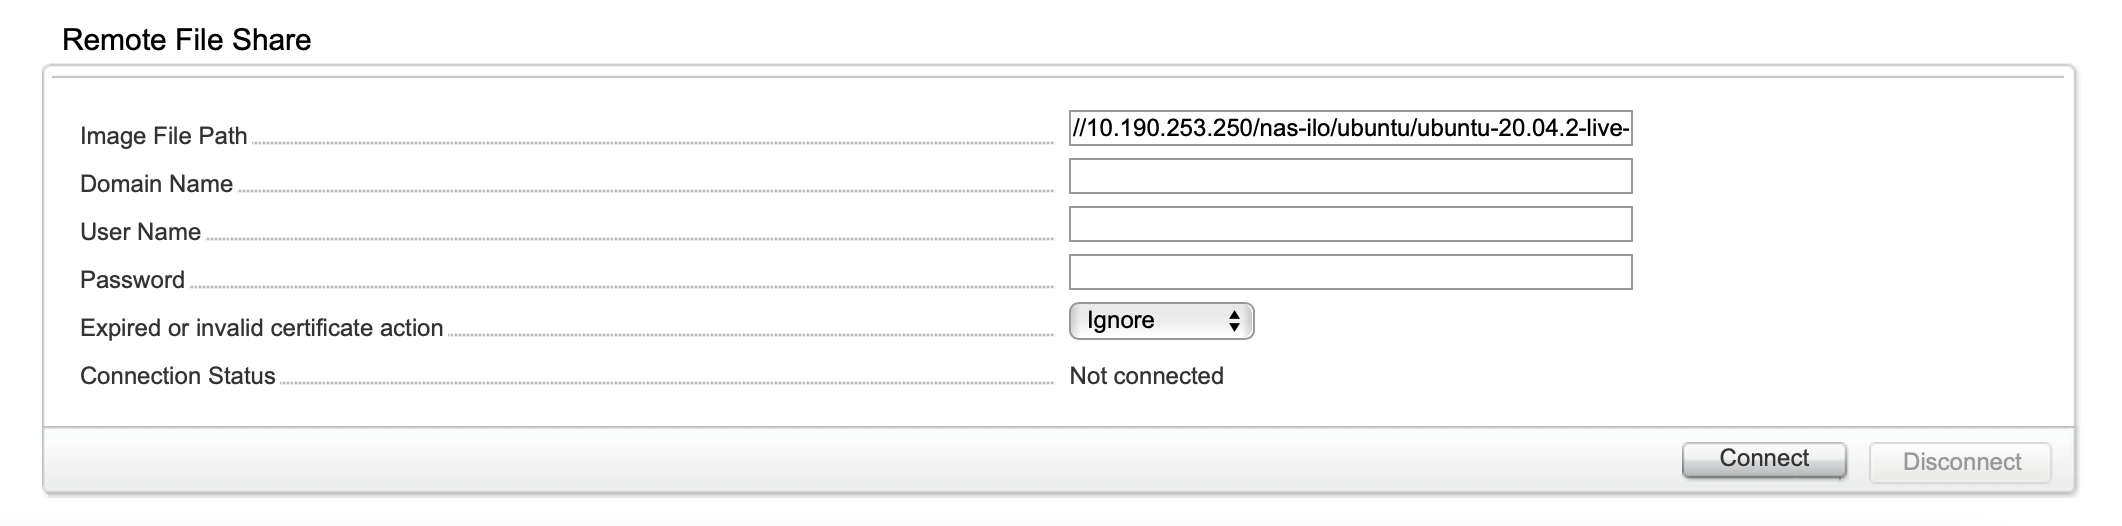 Remote File Share
Image File Path //10.190.253.250/nas-ilo/ubuntu/ubuntu-20.04.2-live-
Domain Name
User Name
Password
Expired or invalid certificate action Ignore
Connection Status Not connected
Connect Disconnect